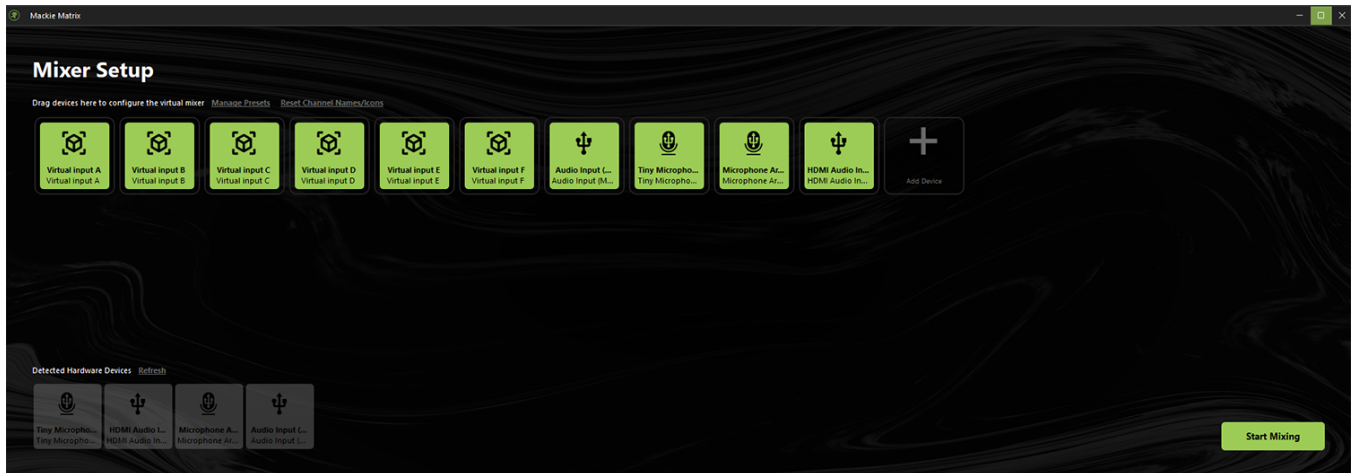 Mackie Matrix
Mixer Setup
Drag devices here to configure the virtual mixer Manage Presets Reset Channel Names/Icons
Virtual input A
Virtual input A
Virtual input B
Virtual input B
Virtual input C
Virtual input C
Virtual input D
Virtual input D
Virtual input E
Virtual input E
Virtual input F
Virtual input F
Audio Input (...
Audio Input (M...
Tiny Micropho...
Tiny Micropho...
Microphone Ar...
Microphone Ar...
HDMI Audio In...
HDMI Audio In...
Add Device
Detected Hardware Devices Refresh
Tiny Micropho...
Tiny Micropho...
HDMI Audio I...
HDMI Audio In...
Microphone A...
Microphone Ar...
Audio Input (...
Audio Input (...
Start Mixing